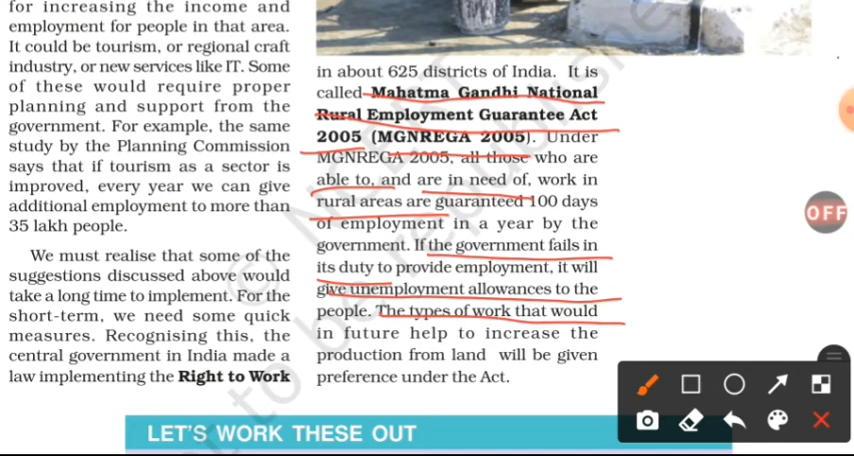 for increasing the income and
employment for people in that area.
It could be tourism, or regional craft
industry, or new services like IT. Some
of these would require proper
planning and support from the
government. For example, the same
study by the Planning Commission
says that if tourism as a sector is
improved, every year we can give
additional employment to more than
35 lakh people.
We must realise that some of the
suggestions discussed above would
take a long time to implement. For the
short-term, we need some quick
measures. Recognising this, the
central government in India made a
law implementing the Right to Work
in about 625 districts of India. It is
called Mahatma Gandhi National
Rural Employment Guarantee Act
2005 (MGNREGA 2005). Under
MGNREGA 2005, all those who are
able to, and are in need of, work in
rural areas are guaranteed 100 days
of employment in a year by the
government. If the government fails in
its duty to provide employment, it will
give unemployment allowances to the
people. The types of work that would
in future help to increase the
production from land will be given
preference under the Act.
LET'S WORK THESE OUT
OFF